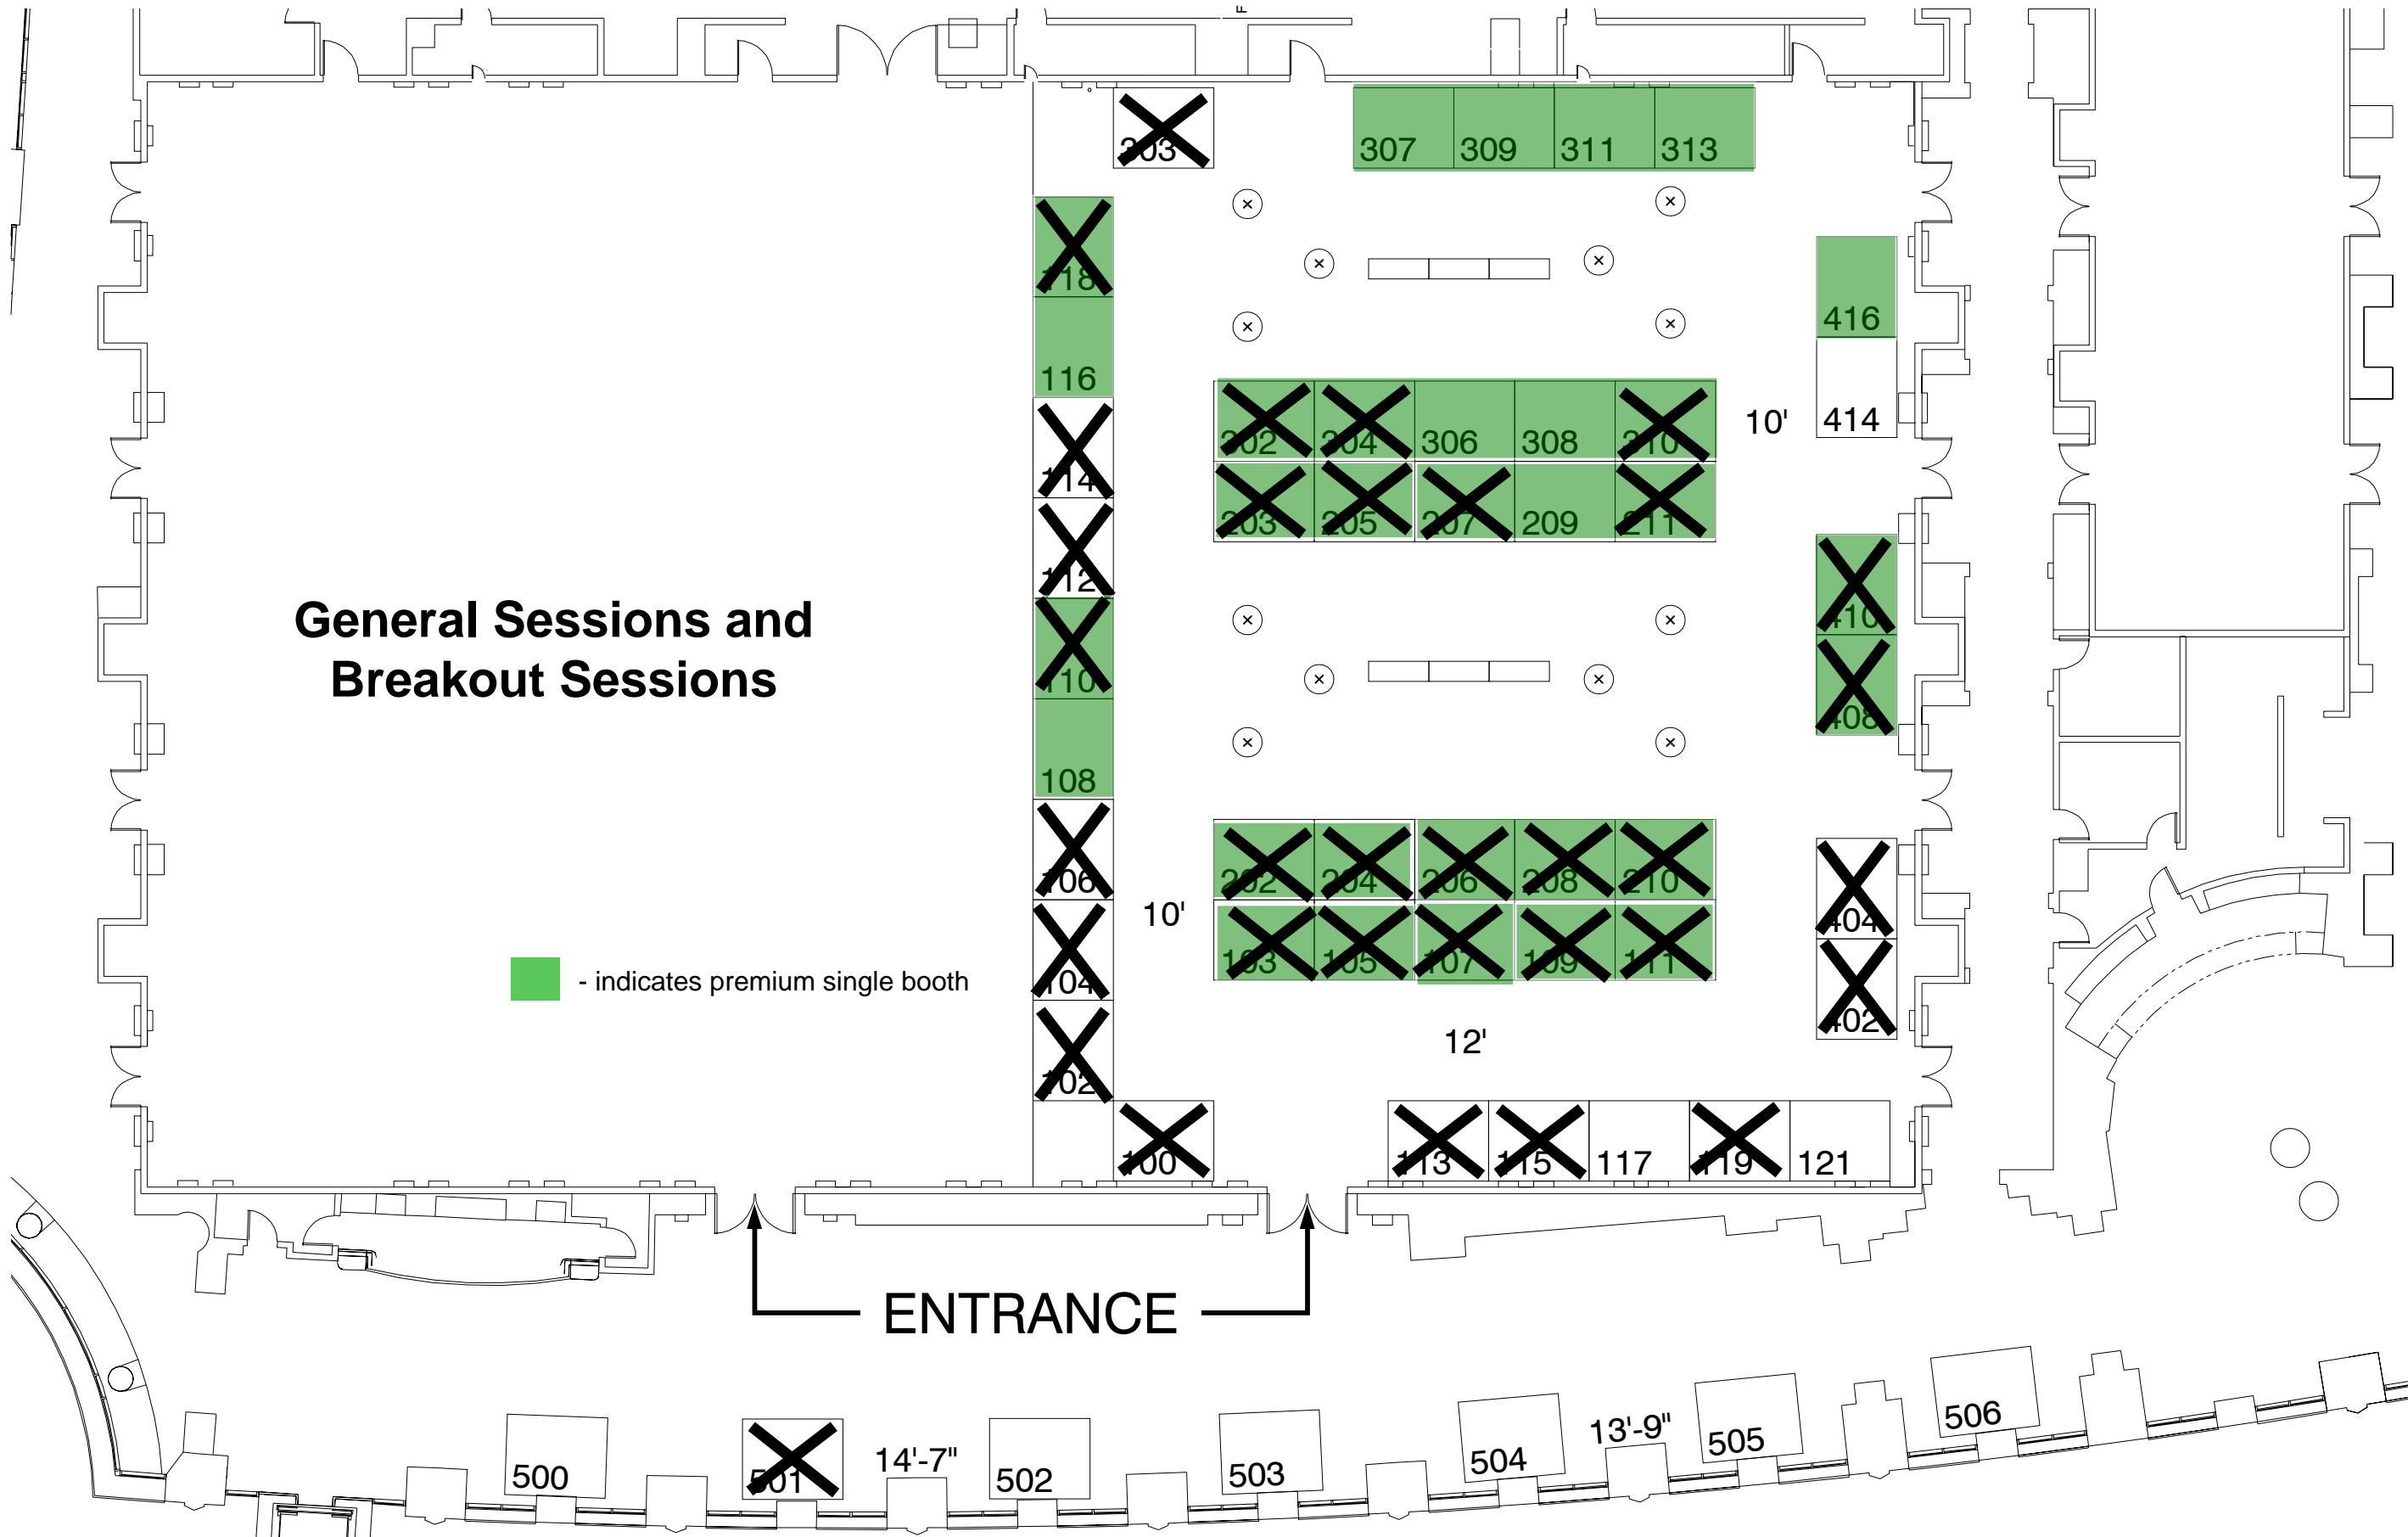 F
303
307 309 311 313
118
116
416
414
10'
302 304 306 308 310
203 205 207 209 211
114
112
110
108
410
408
General Sessions and
Breakout Sessions
202 204 206 208 210
103 105 107 109 111
106
104
102
10'
404
402
- indicates premium single booth
12'
100
113 115 117 119 121
ENTRANCE
500
501
14'-7"
502
503
504
13'-9"
505
506